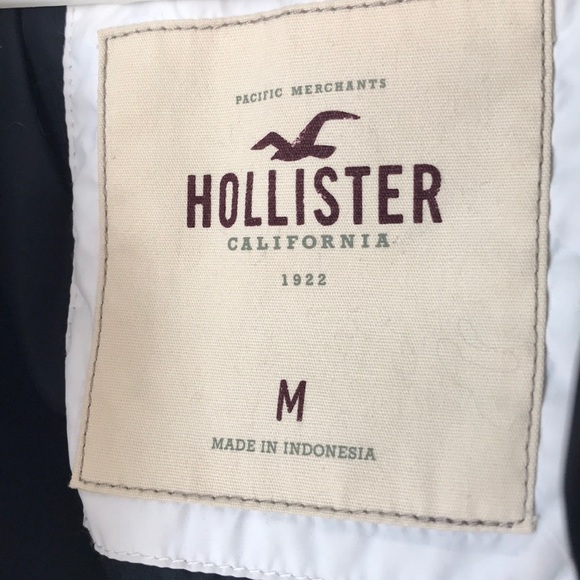 PACIFIC MERCHANTS
HOLLISTER
CALIFORNIA
1922
M
MADE IN INDONESIA